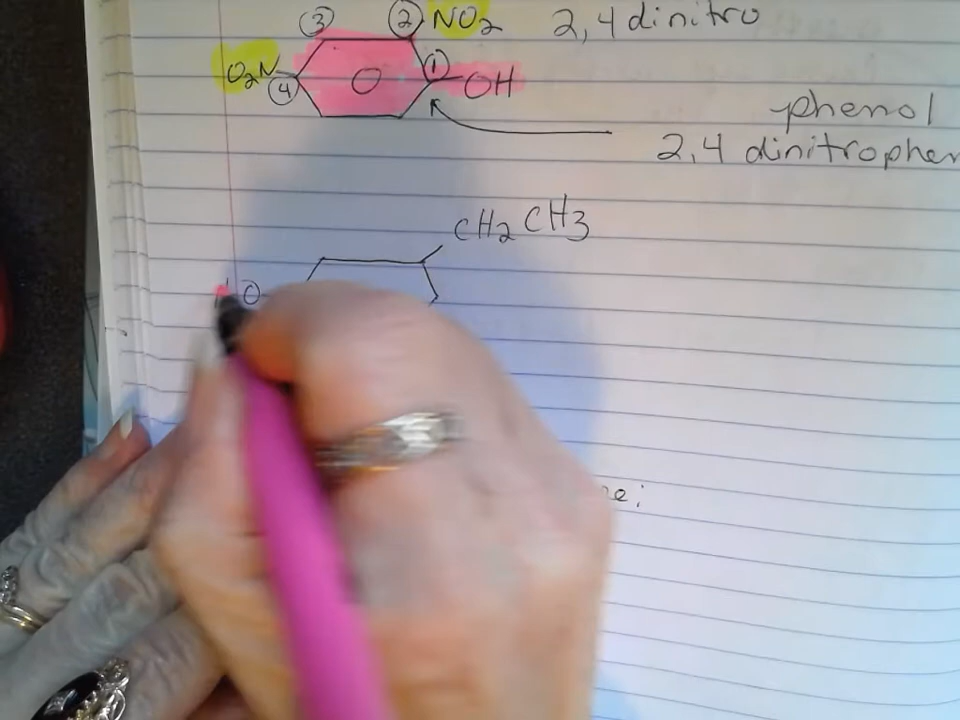 ③ ② NO2 2,4 dinitro
O2N ④ O ① OH
phenol
2,4 dinitrophen
CH2CH3
O